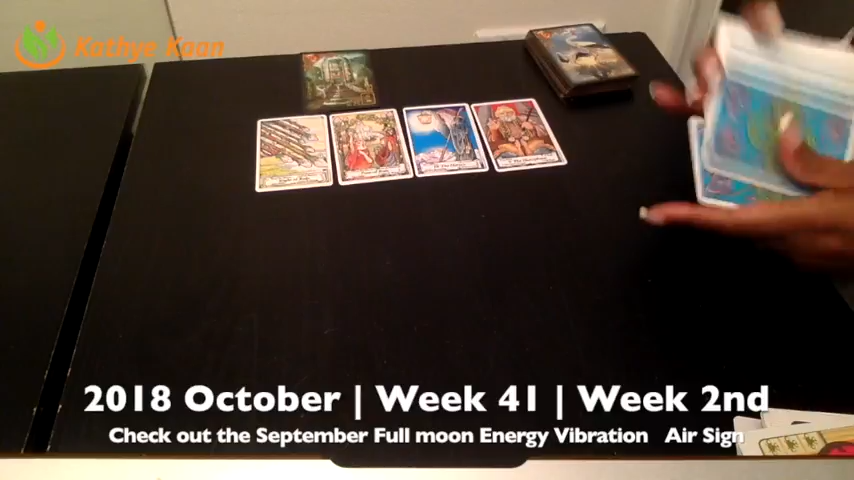 Kathye Kaan
2018 October | Week 41 | Week 2nd
Check out the September Full moon Energy Vibration Air Sign